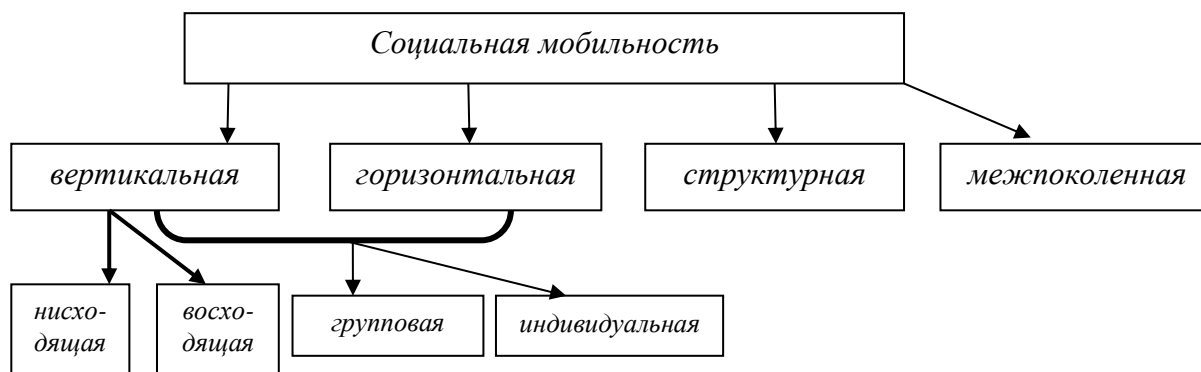 Социальная мобильность
вертикальная
горизонтальная
структурная
межпоколенная
нисхо-
дящая
восхо-
дящая
групповая
индивидуальная